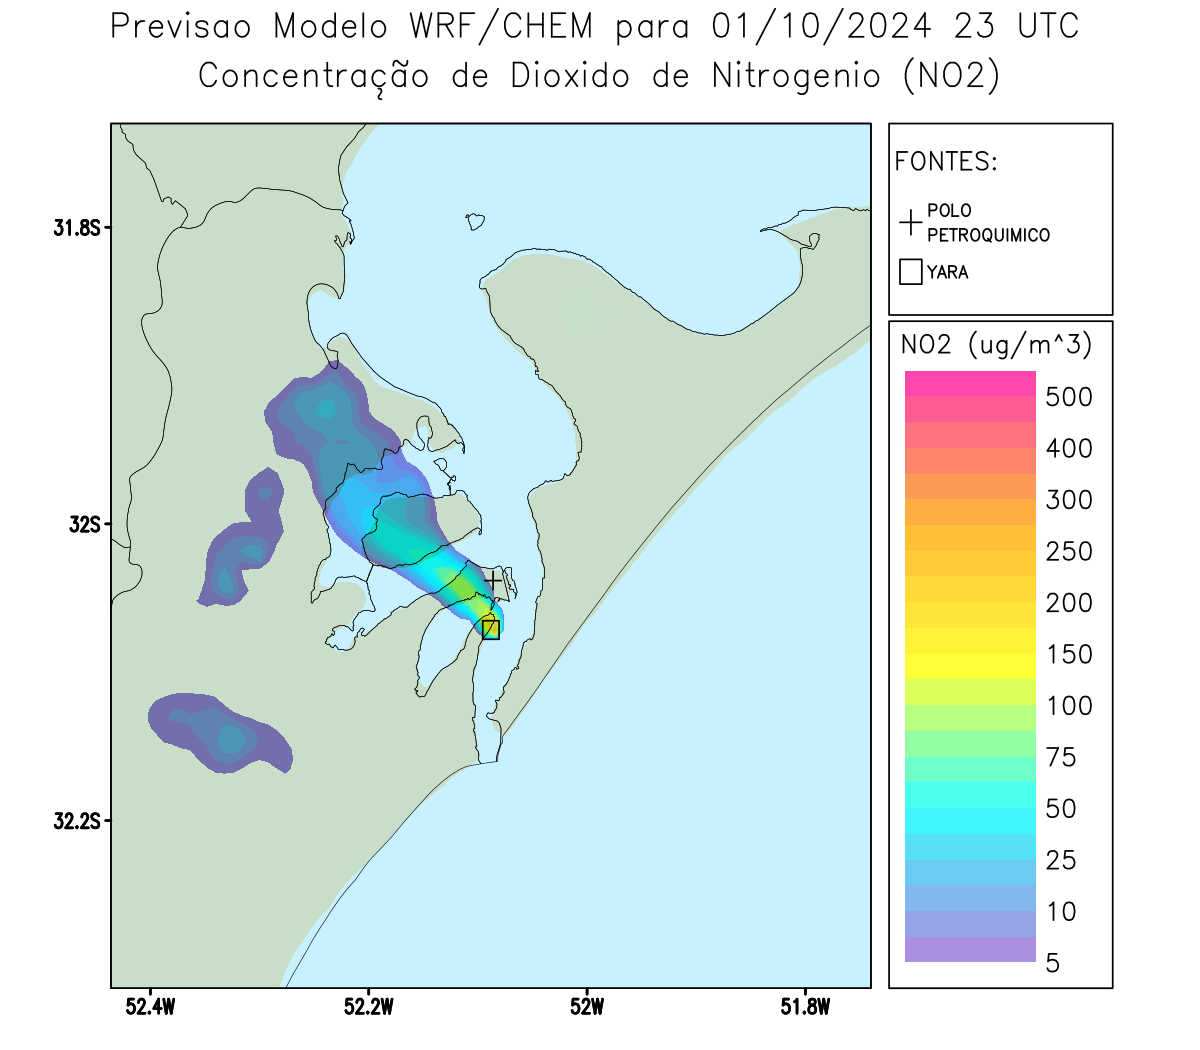 Previsao Modelo WRF/CHEM para 01/10/2024 23 UTC
Concentração de Dioxido de Nitrogenio (NO2)
FONTES:
POLO
PETROQUIMICO
YARA
NO2 (ug/m^3)
500
400
300
250
200
150
100
75
50
25
10
5
31.8S
32S
32.2S
52.4W
52.2W
52W
51.8W